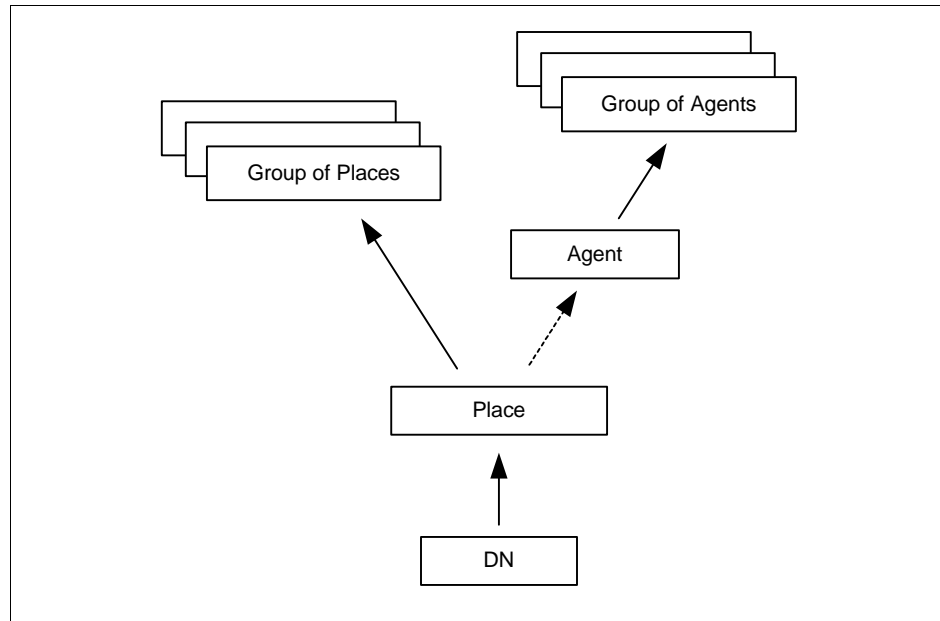 Group of Agents
Group of Places
Agent
Place
DN